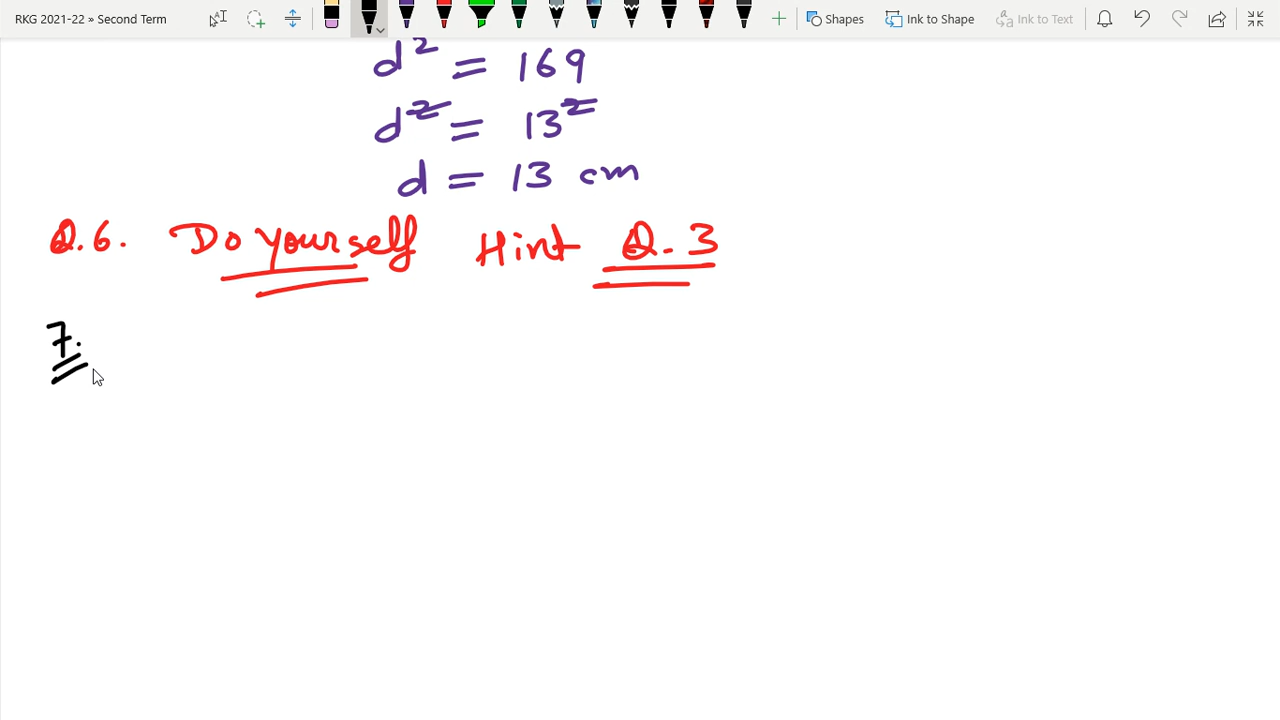 RKG 2021-22 » Second Term
Shapes
Ink to Shape
Ink to Text
d² = 169
d² = 13²
d = 13 cm
Q.6. Do yourself Hint Q.3
7.